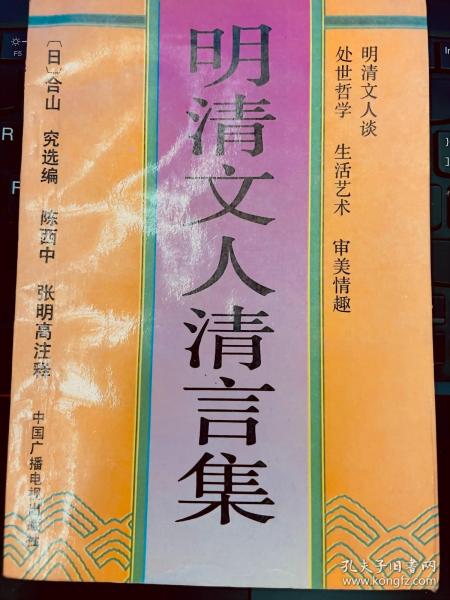 明清文人谈
处世哲学 生活艺术 审美情趣
明清文人清言集
〔日〕合山 究选编 陈西中 张明高注释
中国广播电视出版社
R
F5
孔夫子旧书网
www.kongfz.com